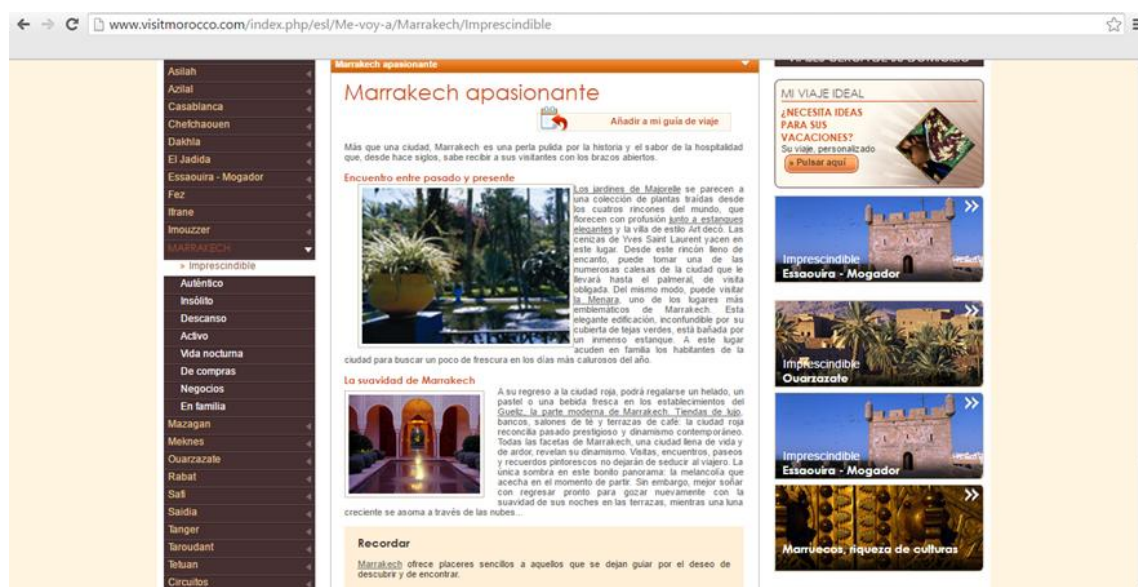 www.visitmorocco.com/index.php/esl/Me-voy-a/Marrakech/Imprescindible
Asilah
Azilal
Casablanca
Chefchaouen
Dakhla
El Jadida
Essaouira - Mogador
Fez
Ifrane
Imouzzer
MARRAKECH
» Imprescindible
Auténtico
Insólito
Descanso
Activo
Vida nocturna
De compras
Negocios
En familia
Mazagan
Meknes
Ouarzazate
Rabat
Safi
Saidia
Tanger
Taroudant
Tetuan
Circuitos
Marrakech apasionante
Marrakech apasionante
Añadir a mi guía de viaje
Más que una ciudad, Marrakech es una perla pulida por la historia y el sabor de la hospitalidad
que, desde hace siglos, sabe recibir a sus visitantes con los brazos abiertos.
Encuentro entre pasado y presente
Los jardines de Majorelle se parecen a
una colección de plantas traídas desde
los cuatros rincones del mundo, que
florecen con profusión junto a estanques
elegantes y la villa de estilo Art decó. Las
cenizas de Yves Saint Laurent yacen en
este lugar. Desde este rincón lleno de
encanto, puede tomar una de las
numerosas calesas de la ciudad que le
llevará hasta el palmeral, de visita
obligada. Del mismo modo, puede visitar
la Menara, uno de los lugares más
emblemáticos de Marrakech. Esta
elegante edificación, inconfundible por su
cubierta de tejas verdes, está bañada por
un inmenso estanque. A este lugar
acuden en familia los habitantes de la
ciudad para buscar un poco de frescura en los días más calurosos del año.
La suavidad de Marrakech
A su regreso a la ciudad roja, podrá regalarse un helado, un
pastel o una bebida fresca en los establecimientos del
Gueliz, la parte moderna de Marrakech. Tiendas de lujo,
bancos, salones de té y terrazas de café: la ciudad roja
reconcilia pasado prestigioso y dinamismo contemporáneo.
Todas las facetas de Marrakech, una ciudad llena de vida y
de ardor, revelan su dinamismo. Visitas, encuentros, paseos
y recuerdos pintorescos no dejarán de seducir al viajero. La
única sombra en este bonito panorama: la melancolía que
acecha en el momento de partir. Sin embargo, mejor soñar
con regresar pronto para gozar nuevamente con la
suavidad de sus noches en las terrazas, mientras una luna
creciente se asoma a través de las nubes...
Recordar
Marrakech ofrece placeres sencillos a aquellos que se dejan guiar por el deseo de
descubrir y de encontrar.
MI VIAJE IDEAL
¿NECESITA IDEAS
PARA SUS
VACACIONES?
Su viaje, personalizado
» Pulsar aquí
Imprescindible
Essaouira - Mogador
Imprescindible
Ouarzazate
Imprescindible
Essaouira - Mogador
Marruecos, riqueza de culturas